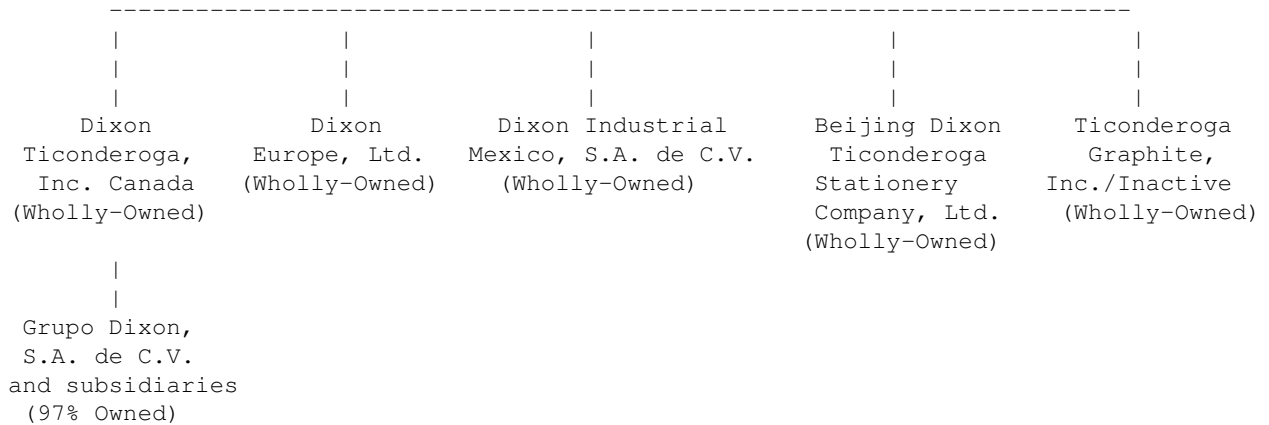 Dixon Dixon Dixon Industrial Beijing Dixon Ticonderoga
Ticonderoga, Europe, Ltd. Mexico, S.A. de C.V. Ticonderoga Graphite,
Inc. Canada (Wholly-Owned) (Wholly-Owned) Stationery Inc./Inactive
(Wholly-Owned) Company, Ltd. (Wholly-Owned)
(Wholly-Owned)
Grupo Dixon,
S.A. de C.V.
and subsidiaries
(97% Owned)